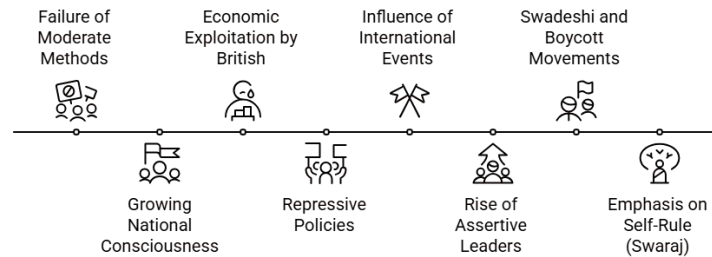 Failure of
Moderate
Methods
Growing
National
Consciousness
Economic
Exploitation by
British
Repressive
Policies
Influence of
International
Events
Rise of
Assertive
Leaders
Swadeshi and
Boycott
Movements
Emphasis on
Self-Rule
(Swaraj)